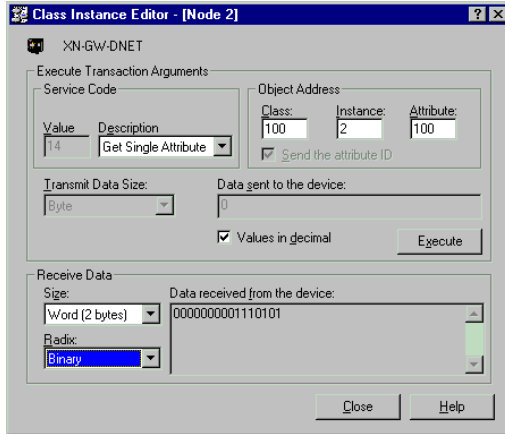 Class Instance Editor - [Node 2]
XN-GW-DNET
Execute Transaction Arguments
Service Code
Value Description
14 Get Single Attribute
Object Address
Class: Instance: Attribute:
100 2 100
Send the attribute ID
Transmit Data Size:
Byte
Data sent to the device:
0
Values in decimal
Execute
Receive Data
Size:
Word (2 bytes)
Radix:
Binary
Data received from the device:
0000000001110101
Close Help